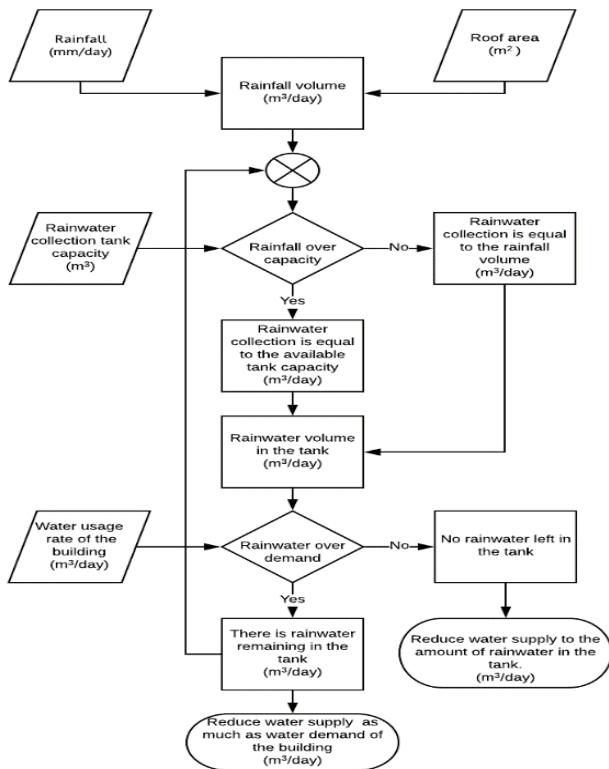 Rainfall
(mm/day)
Roof area
(m²)
Rainfall volume
(m³/day)
Rainwater
collection tank
capacity
(m³)
Rainfall over
capacity
No
Rainwater
collection is equal
to the rainfall
volume
(m³/day)
Yes
Rainwater
collection is equal
to the available
tank capacity
(m³/day)
Rainwater volume
in the tank
(m³/day)
Water usage
rate of the
building
(m³/day)
Rainwater over
demand
No
No rainwater left in
the tank
Yes
There is rainwater
remaining in the
tank
(m³/day)
Reduce water supply to the
amount of rainwater in the
tank.
(m³/day)
Reduce water supply as
much as water demand of
the building
(m³/day)